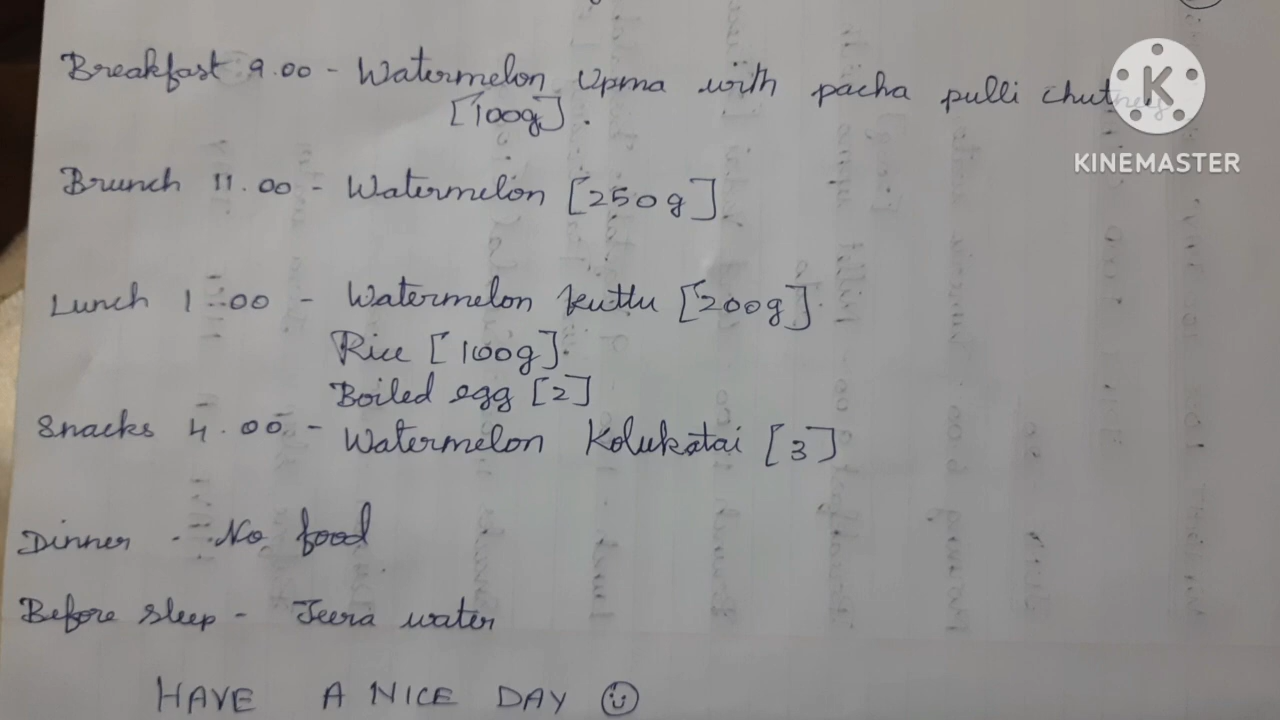 Breakfast 9.00 - Watermelon Upma with pacha pulli chutney
[100g].
Brunch 11.00 - Watermelon [250g]
Lunch 1.00 - Watermelon kuttu [200g].
Rice [100g].
Boiled egg [2]
Snacks 4.00 - Watermelon Kolukatai [3]
Dinner - No food
Before sleep - Jeera water
HAVE A NICE DAY ☺
K
KINEMASTER